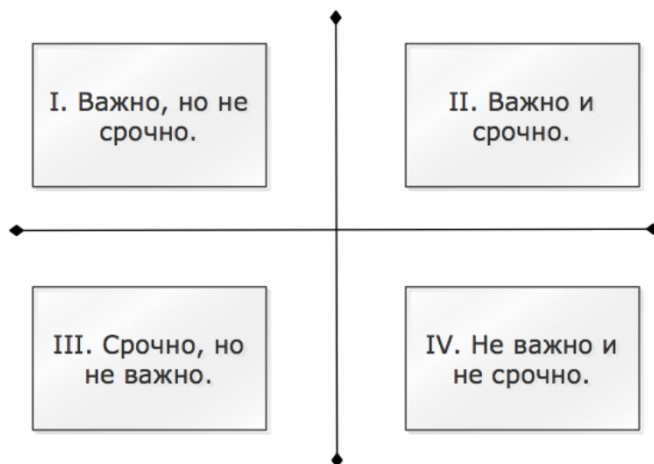 I. Важно, но не
срочно.
II. Важно и
срочно.
III. Срочно, но
не важно.
IV. Не важно и
не срочно.